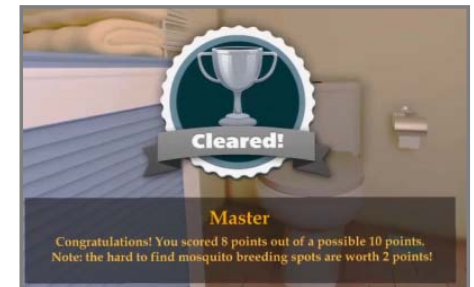 Cleared!
Master
Congratulations! You scored 8 points out of a possible 10 points.
Note: the hard to find mosquito breeding spots are worth 2 points!